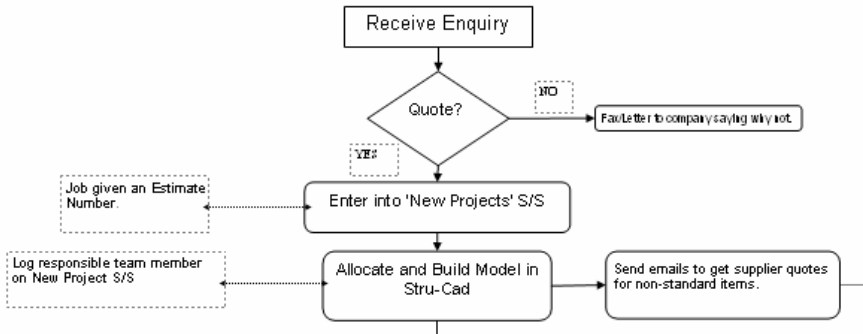 Receive Enquiry
Quote?
NO
Fax/Letter to company saying why not.
YES
Job given an Estimate
Number.
Enter into 'New Projects' S/S
Log responsible team member
on New Project S/S
Allocate and Build Model in
Stru-Cad
Send emails to get supplier quotes
for non-standard items.